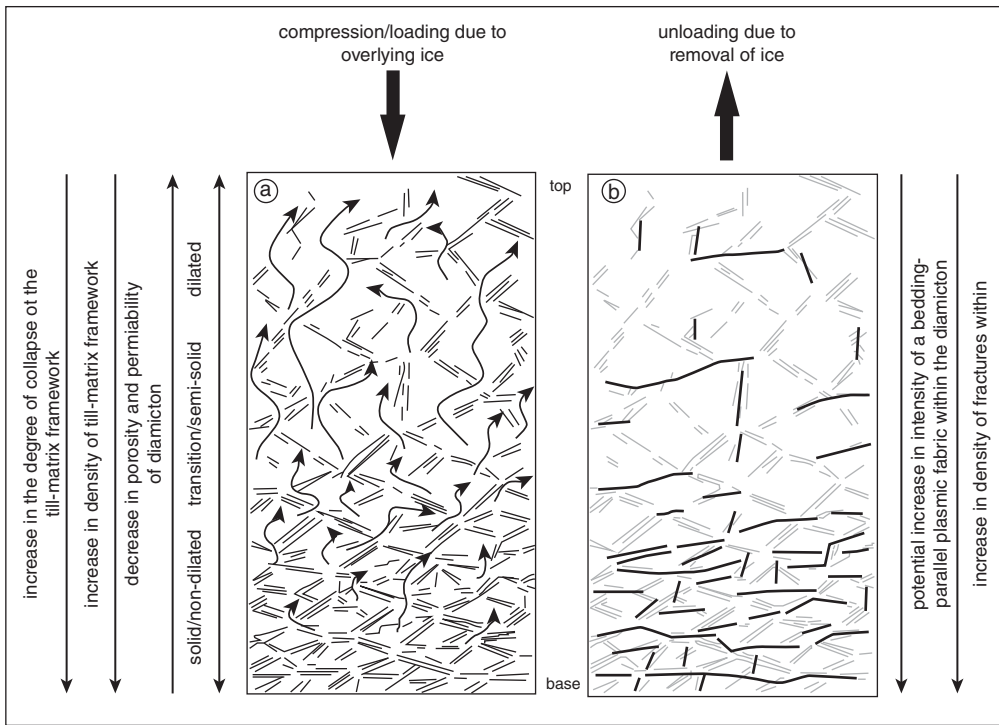 compression/loading due to
overlying ice
unloading due to
removal of ice
increase in the degree of collapse ot the
till-matrix framework
increase in density of till-matrix framework
decrease in porosity and permiability
of diamicton
solid/non-dilated
transition/semi-solid
dilated
a
top
base
b
potential increase in intensity of a bedding-
parallel plasmic fabric within the diamicton
increase in density of fractures within